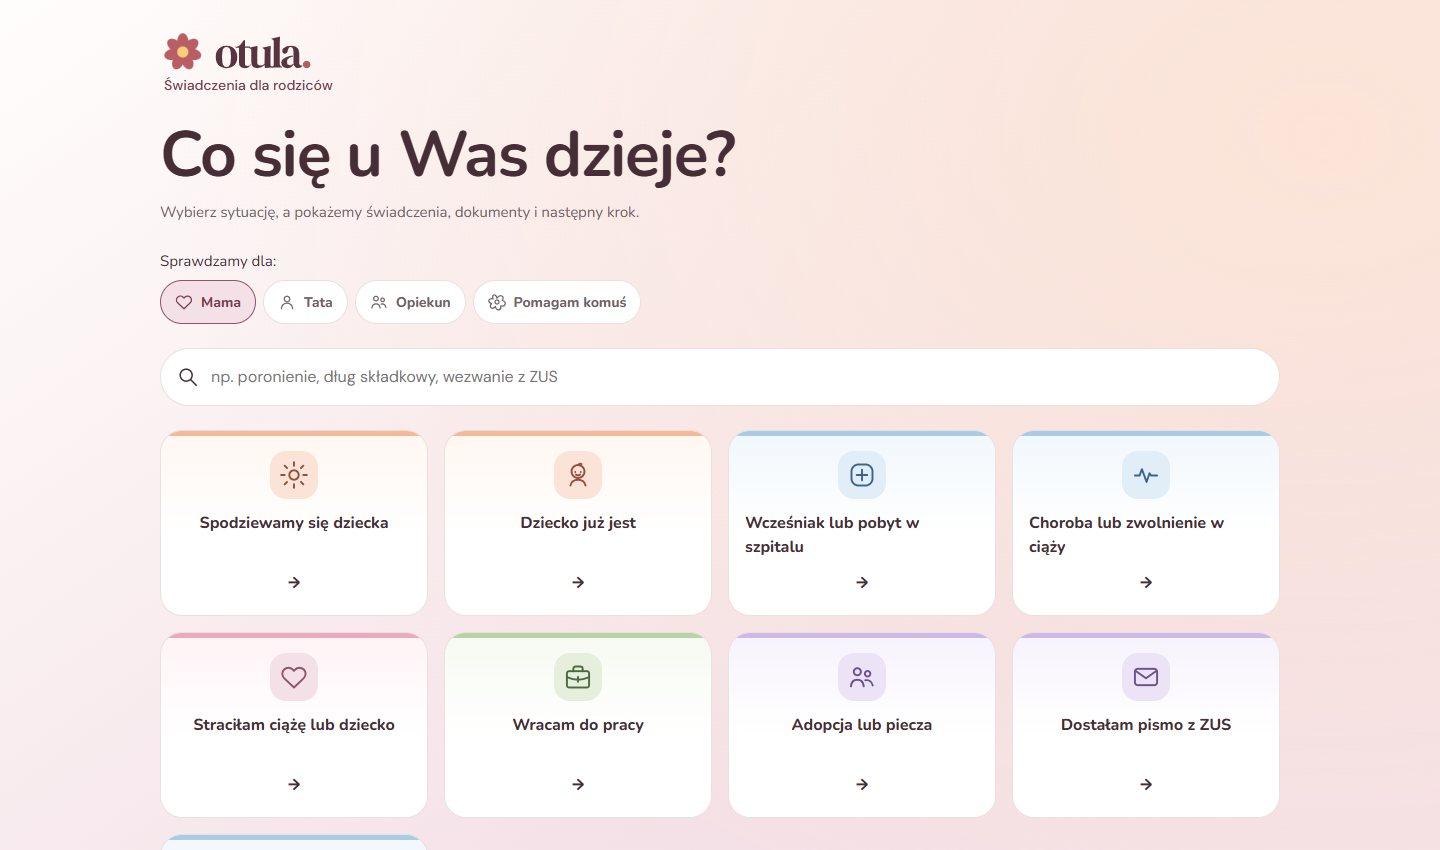 otula.
Świadczenia dla rodziców
Co się u Was dzieje?
Wybierz sytuację, a pokażemy świadczenia, dokumenty i następny krok.
Sprawdzamy dla:
Mama
Tata
Opiekun
Pomagam komuś
np. poronienie, dług składkowy, wezwanie z ZUS
Spodziewamy się dziecka
Dziecko już jest
Wcześniak lub pobyt w
szpitalu
Choroba lub zwolnienie w
ciąży
Straciłam ciążę lub dziecko
Wracam do pracy
Adopcja lub piecza
Dostałam pismo z ZUS